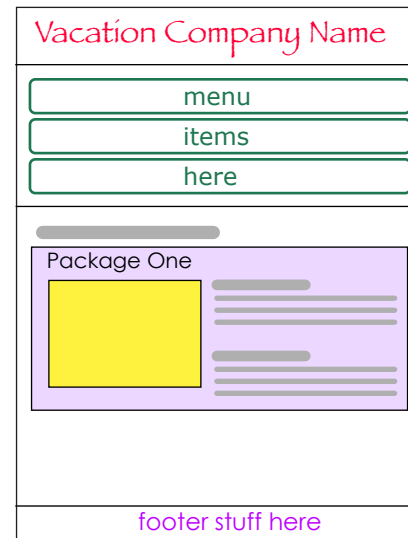 Vacation Company Name
menu
items
here
Package One
footer stuff here